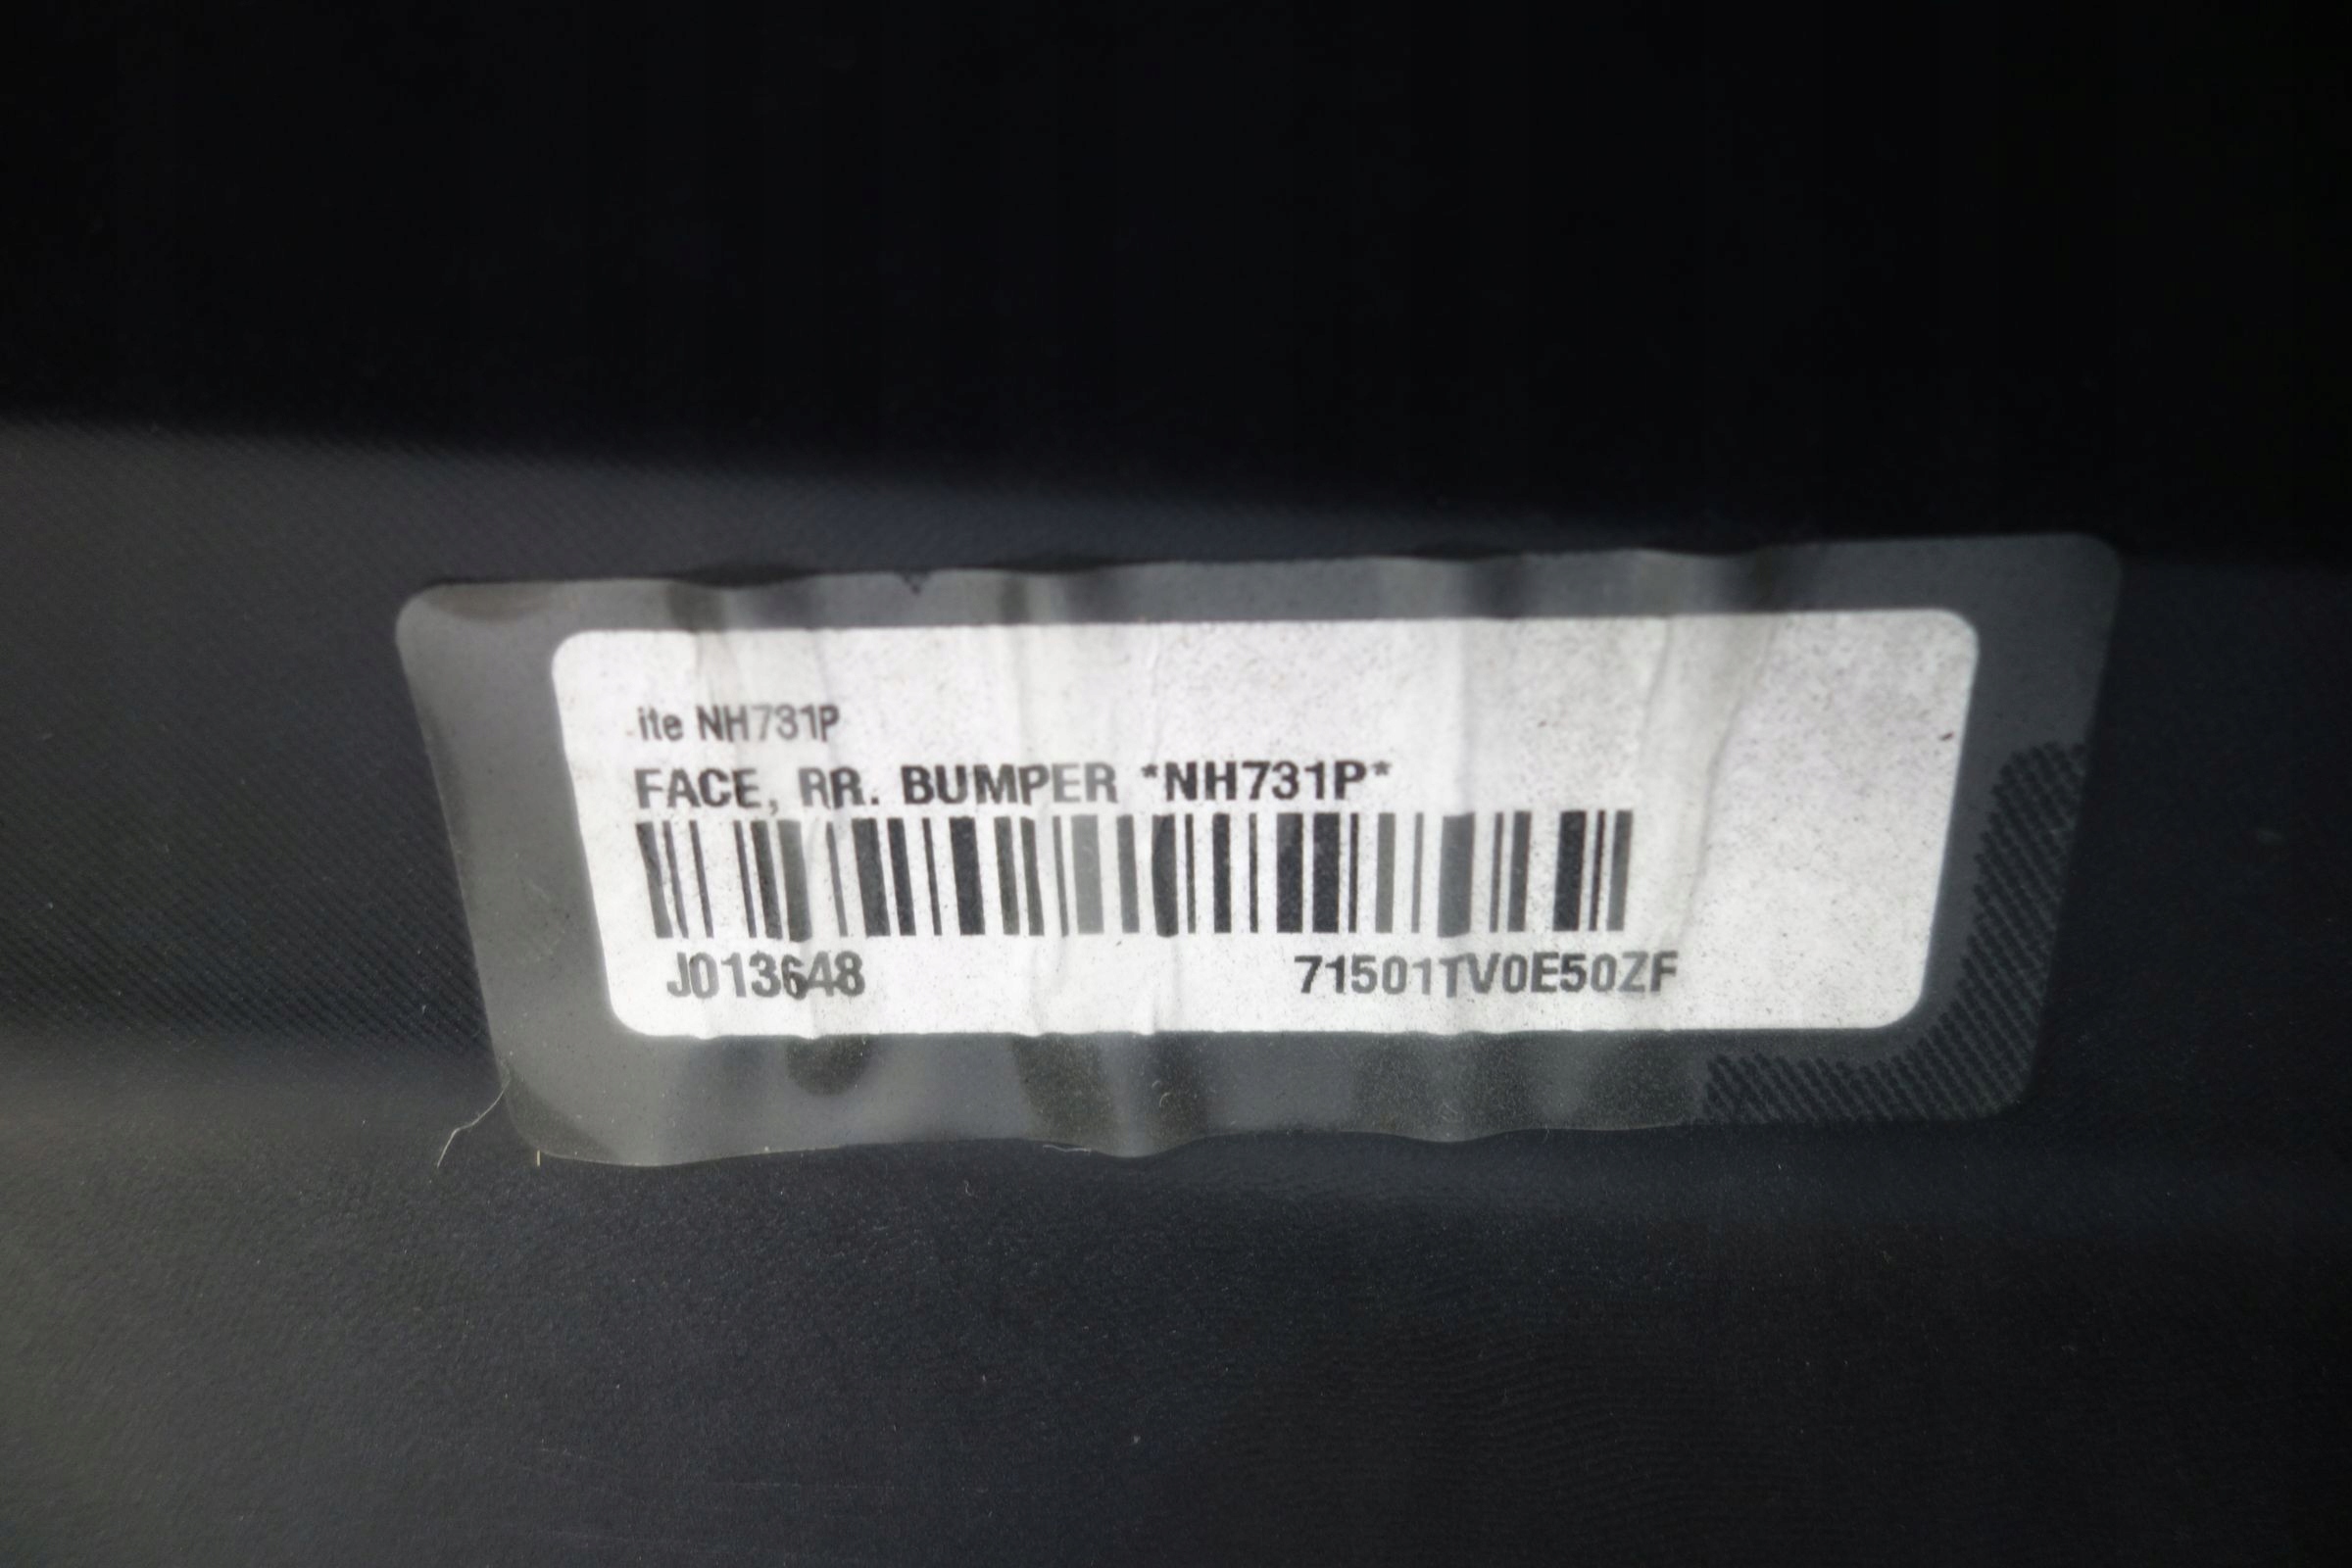 ite NH731P
FACE, RR. BUMPER *NH731P*
J013648 71501TV0E50ZF